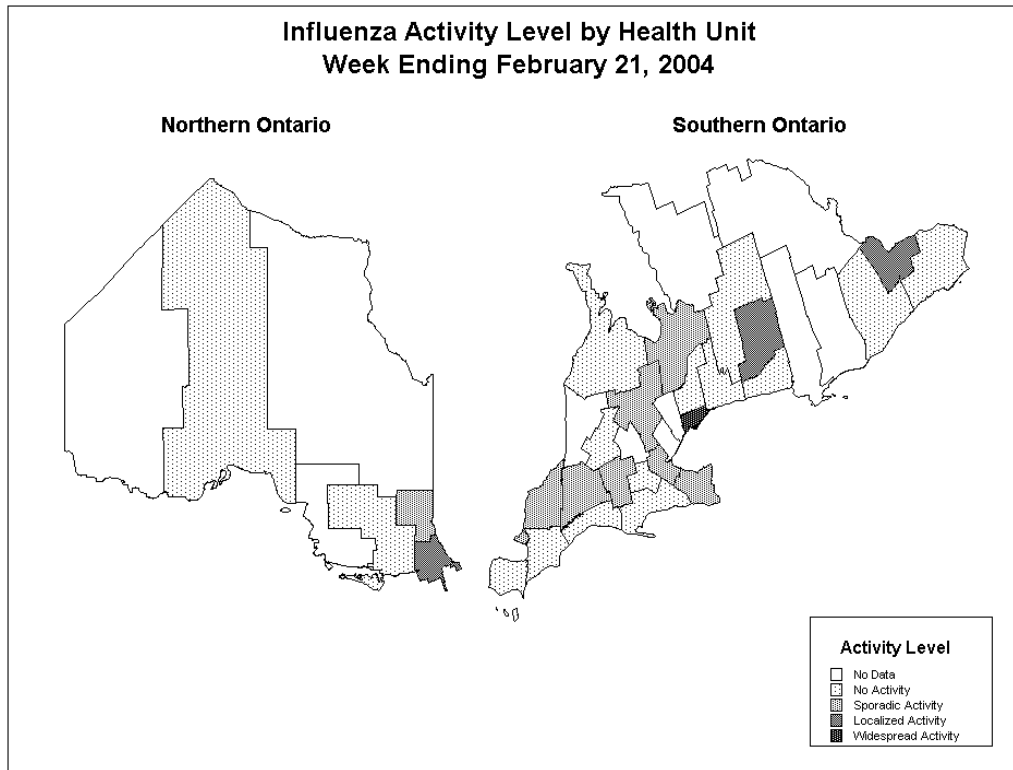 Influenza Activity Level by Health Unit
Week Ending February 21, 2004
Northern Ontario
Southern Ontario
Activity Level
No Data
No Activity
Sporadic Activity
Localized Activity
Widespread Activity